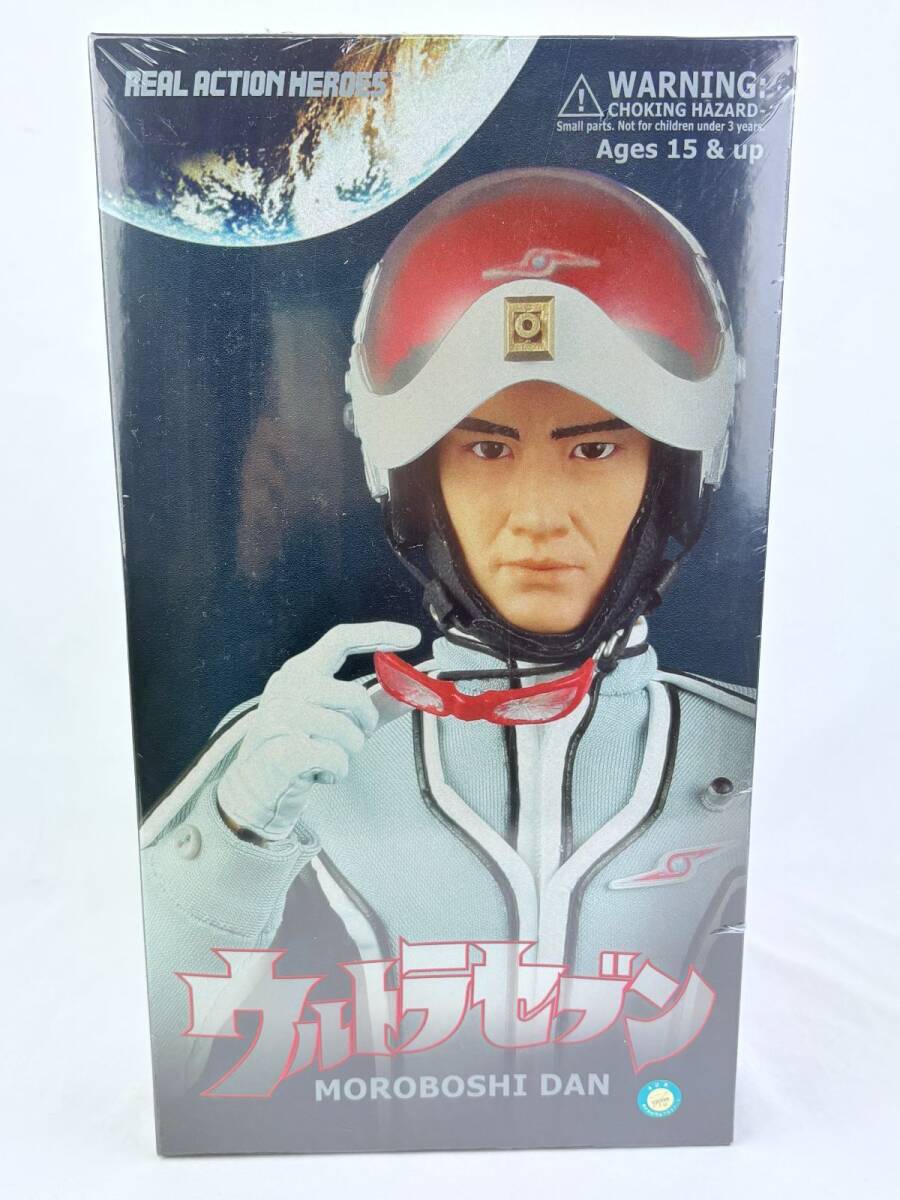 REAL ACTION HEROES
WARNING:
CHOKING HAZARD-
Small parts. Not for children under 3 years.
Ages 15 & up
ウルトラセブン
MOROBOSHI DAN